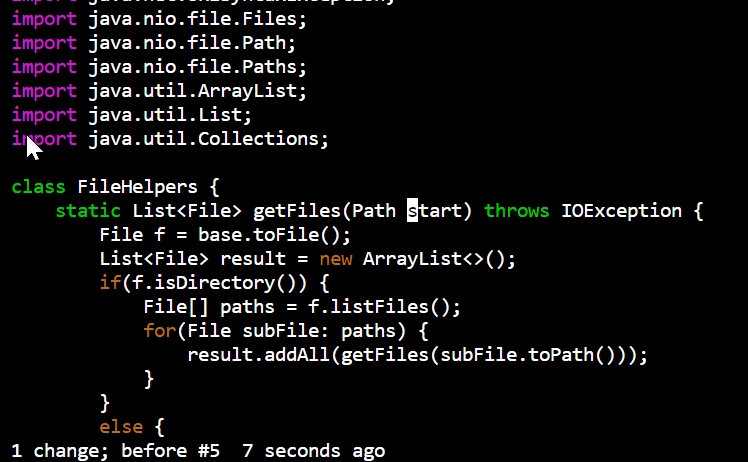 import java.nio.file.Files;
import java.nio.file.Path;
import java.nio.file.Paths;
import java.util.ArrayList;
import java.util.List;
import java.util.Collections;
class FileHelpers {
    static List<File> getFiles(Path start) throws IOException {
        File f = base.toFile();
        List<File> result = new ArrayList<>();
        if(f.isDirectory()) {
            File[] paths = f.listFiles();
            for(File subFile: paths) {
                result.addAll(getFiles(subFile.toPath()));
            }
        }
        else {
1 change; before #5  7 seconds ago